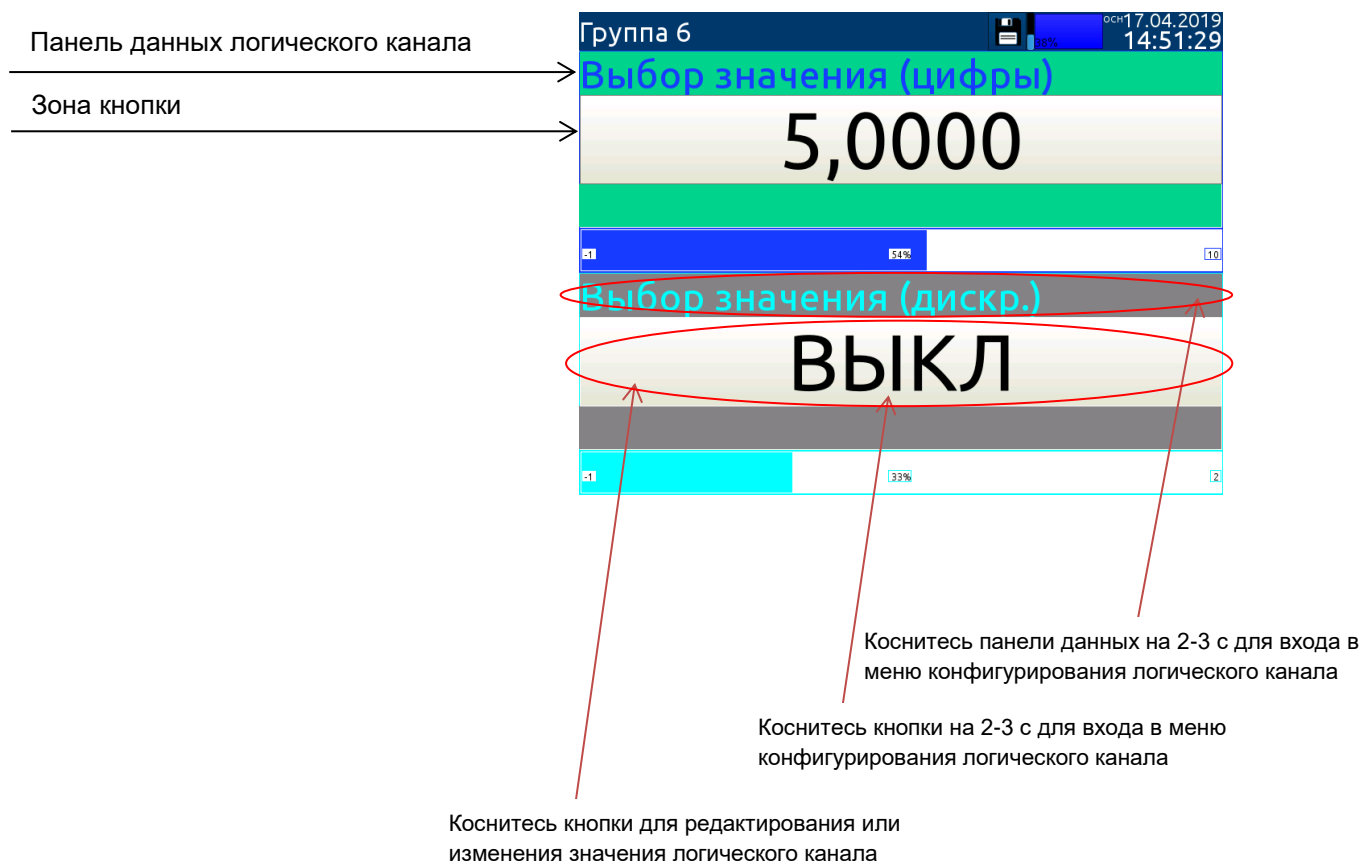 Панель данных логического канала
Зона кнопки
Группа 6
38%
осн 17.04.2019
14:51:29
Выбор значения (цифры)
5,0000
-1 54% 10
Выбор значения (дискр.)
ВЫКЛ
-1 33% 2
Коснитесь панели данных на 2-3 с для входа в
меню конфигурирования логического канала
Коснитесь кнопки на 2-3 с для входа в меню
конфигурирования логического канала
Коснитесь кнопки для редактирования или
изменения значения логического канала